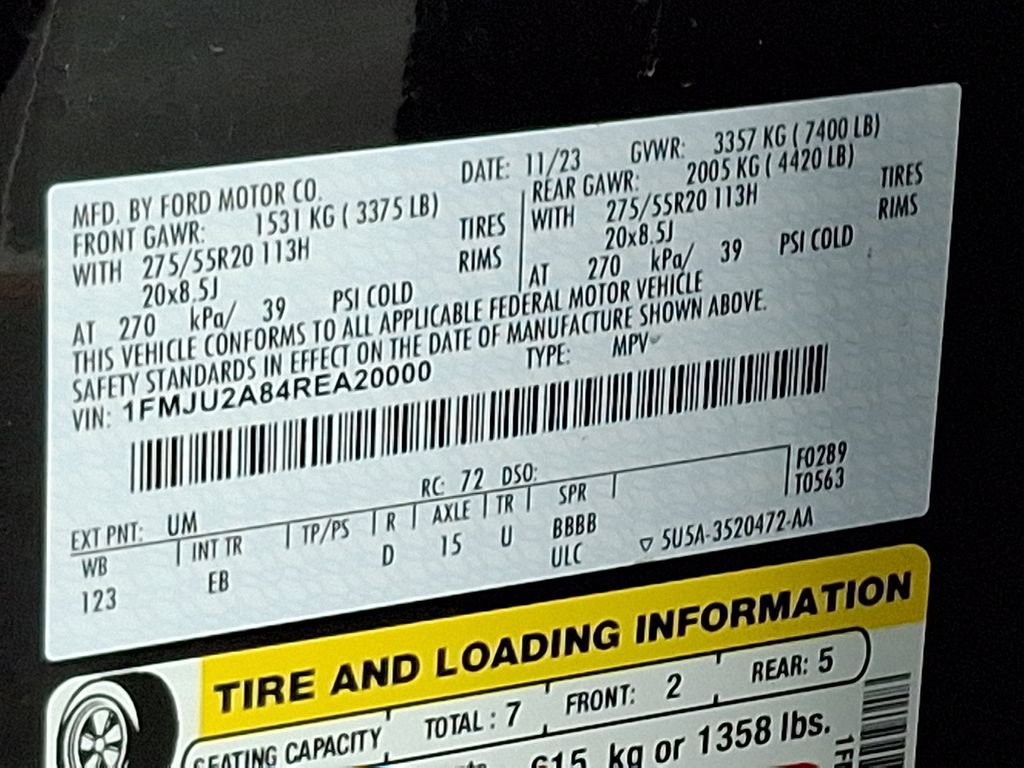 DATE: 11/23 GVWR: 3357 KG ( 7400 LB)
MFD. BY FORD MOTOR CO.
FRONT GAWR: 1531 KG ( 3375 LB)
WITH 275/55R20 113H TIRES
20x8.5J RIMS
AT 270 kPa/ 39 PSI COLD
REAR GAWR: 2005 KG ( 4420 LB)
WITH 275/55R20 113H TIRES
20x8.5J RIMS
AT 270 kPa/ 39 PSI COLD
THIS VEHICLE CONFORMS TO ALL APPLICABLE FEDERAL MOTOR VEHICLE
SAFETY STANDARDS IN EFFECT ON THE DATE OF MANUFACTURE SHOWN ABOVE.
VIN: 1FMJU2A84REA20000 TYPE: MPV
EXT PNT: UM RC: 72 DSO: F0289
T0563
WB INT TR TP/PS R AXLE TR SPR
123 EB D 15 U BBBB
ULC ▽ 5U5A-3520472-AA
TIRE AND LOADING INFORMATION
SEATING CAPACITY TOTAL : 7 FRONT: 2 REAR: 5
615 kg or 1358 lbs.